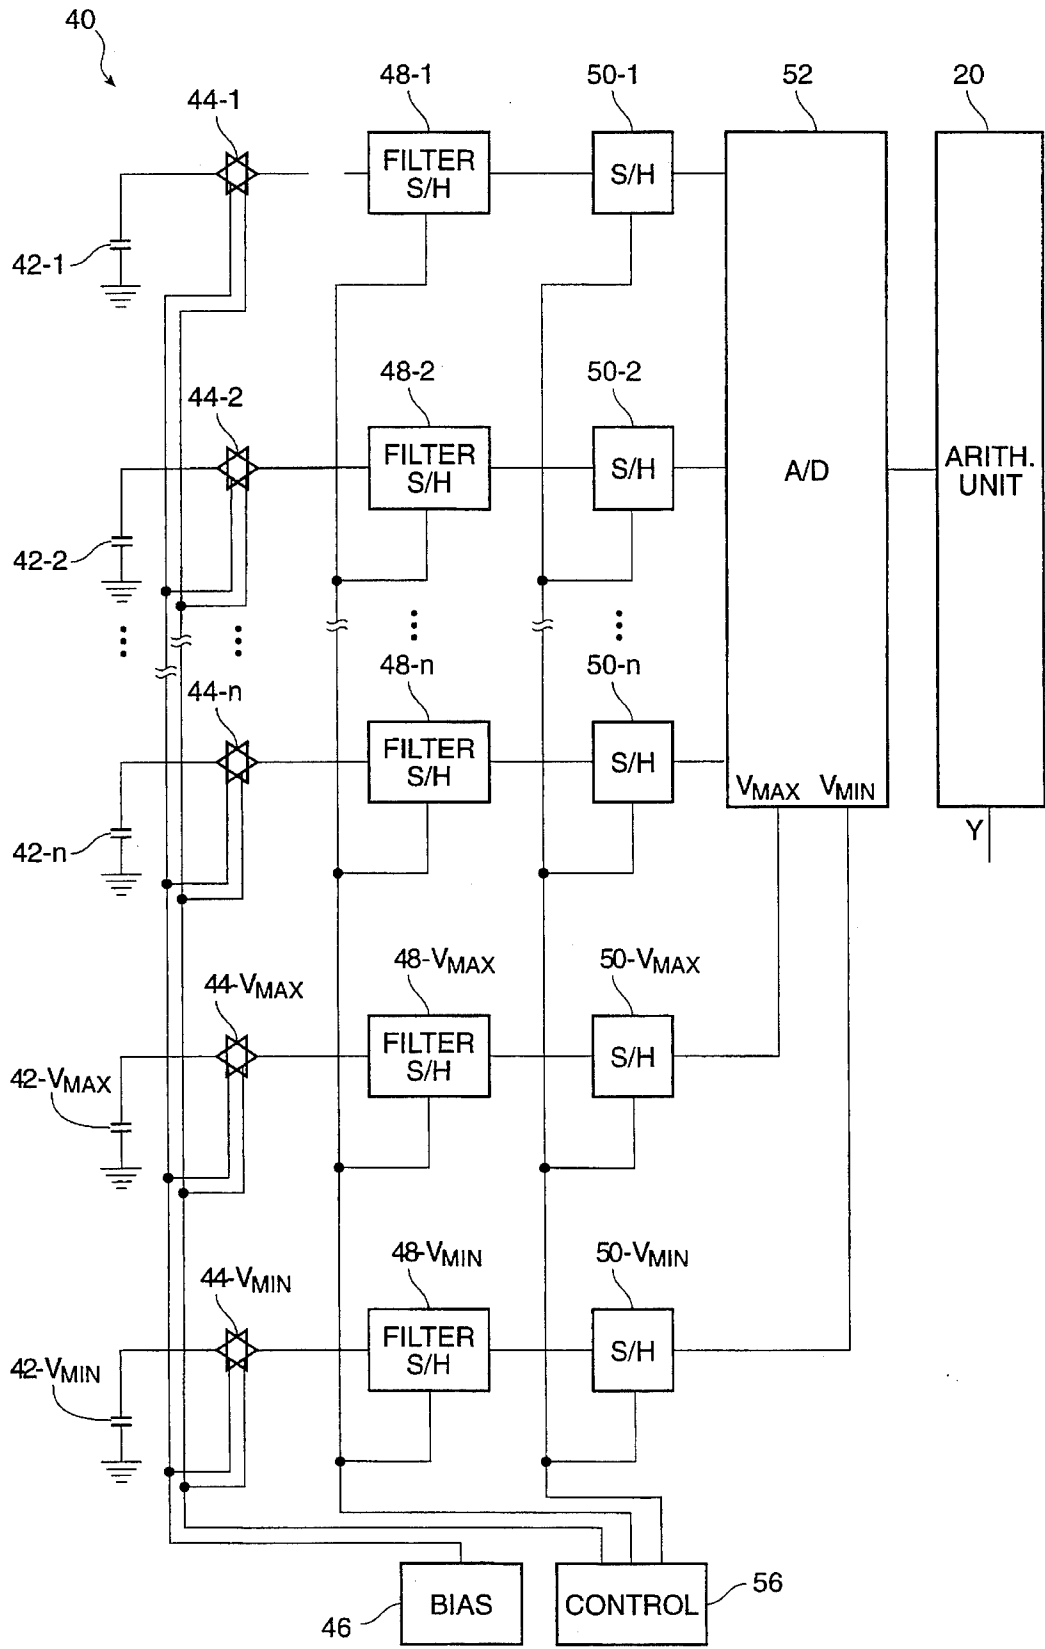 40
44-1
48-1
50-1
52
20
FILTER
S/H
S/H
42-1
44-2
48-2
50-2
FILTER
S/H
S/H
A/D
ARITH.
UNIT
42-2
44-n
48-n
50-n
FILTER
S/H
S/H
VMAX
VMIN
42-n
Y
44-VMAX
48-VMAX
50-VMAX
FILTER
S/H
S/H
42-VMAX
44-VMIN
48-VMIN
50-VMIN
FILTER
S/H
S/H
42-VMIN
46
BIAS
CONTROL
56